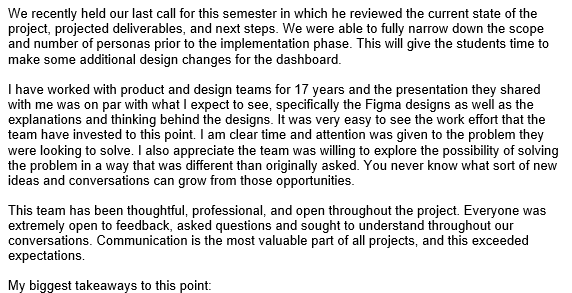 We recently held our last call for this semester in which he reviewed the current state of the
project, projected deliverables, and next steps. We were able to fully narrow down the scope
and number of personas prior to the implementation phase. This will give the students time to
make some additional design changes for the dashboard.
I have worked with product and design teams for 17 years and the presentation they shared
with me was on par with what I expect to see, specifically the Figma designs as well as the
explanations and thinking behind the designs. It was very easy to see the work effort that the
team have invested to this point. I am clear time and attention was given to the problem they
were looking to solve. I also appreciate the team was willing to explore the possibility of solving
the problem in a way that was different than originally asked. You never know what sort of new
ideas and conversations can grow from those opportunities.
This team has been thoughtful, professional, and open throughout the project. Everyone was
extremely open to feedback, asked questions and sought to understand throughout our
conversations. Communication is the most valuable part of all projects, and this exceeded
expectations.
My biggest takeaways to this point: